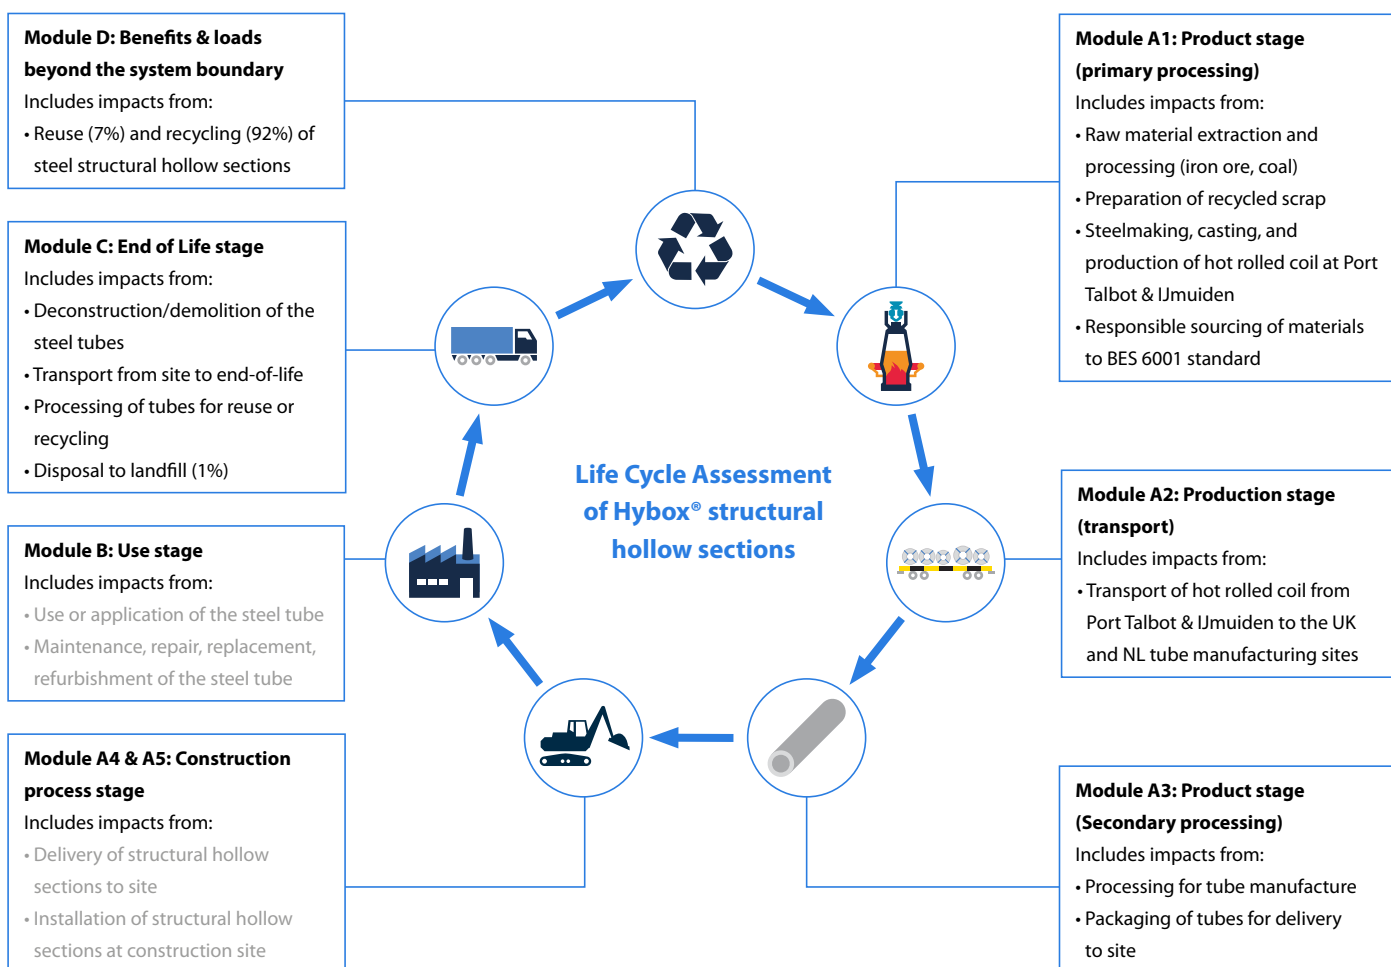 Module D: Benefits & loads
beyond the system boundary
Includes impacts from:
• Reuse (7%) and recycling (92%) of
steel structural hollow sections
Module C: End of Life stage
Includes impacts from:
• Deconstruction/demolition of the
steel tubes
• Transport from site to end-of-life
• Processing of tubes for reuse or
recycling
• Disposal to landfill (1%)
Module B: Use stage
Includes impacts from:
• Use or application of the steel tube
• Maintenance, repair, replacement,
refurbishment of the steel tube
Module A4 & A5: Construction
process stage
Includes impacts from:
• Delivery of structural hollow
sections to site
• Installation of structural hollow
sections at construction site
Life Cycle Assessment
of Hybox® structural
hollow sections
Module A1: Product stage
(primary processing)
Includes impacts from:
• Raw material extraction and
processing (iron ore, coal)
• Preparation of recycled scrap
• Steelmaking, casting, and
production of hot rolled coil at Port
Talbot & IJmuiden
• Responsible sourcing of materials
to BES 6001 standard
Module A2: Production stage
(transport)
Includes impacts from:
• Transport of hot rolled coil from
Port Talbot & IJmuiden to the UK
and NL tube manufacturing sites
Module A3: Product stage
(Secondary processing)
Includes impacts from:
• Processing for tube manufacture
• Packaging of tubes for delivery
to site